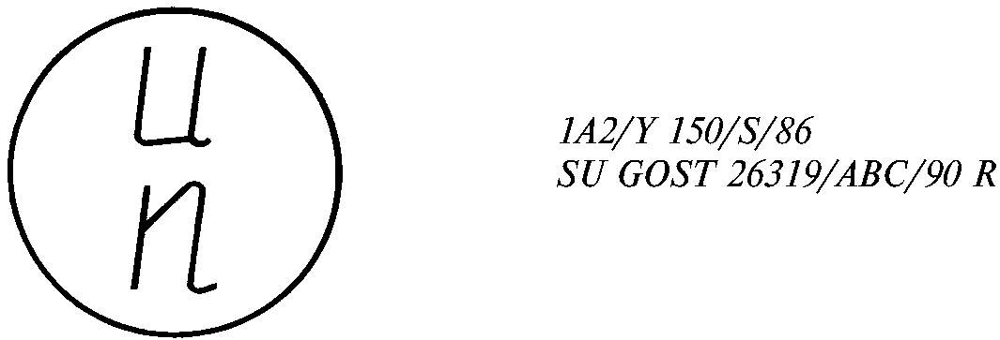 u
n
1A2/Y 150/S/86
SU GOST 26319/ABC/90 R